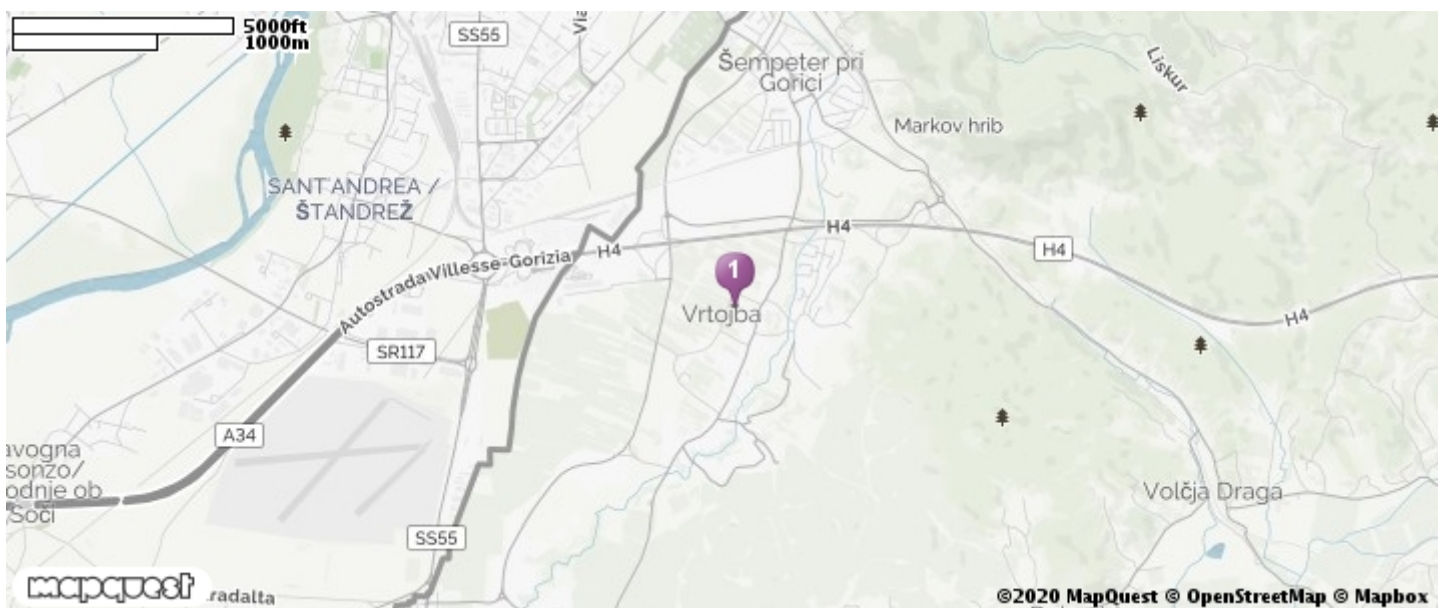 5000ft
1000m
SS55
Via
Šempeter pri
Gorici
Liskur
Markov hrib
SANT'ANDREA /
ŠTANDREŽ
H4
H4
H4
Autostrada Villesse-Gorizia
1
Vrtojba
H4
SR117
A34
avogna
sonzo/
odnje ob
Soči
Volčja Draga
SS55
mapquest
radalta
©2020 MapQuest © OpenStreetMap © Mapbox